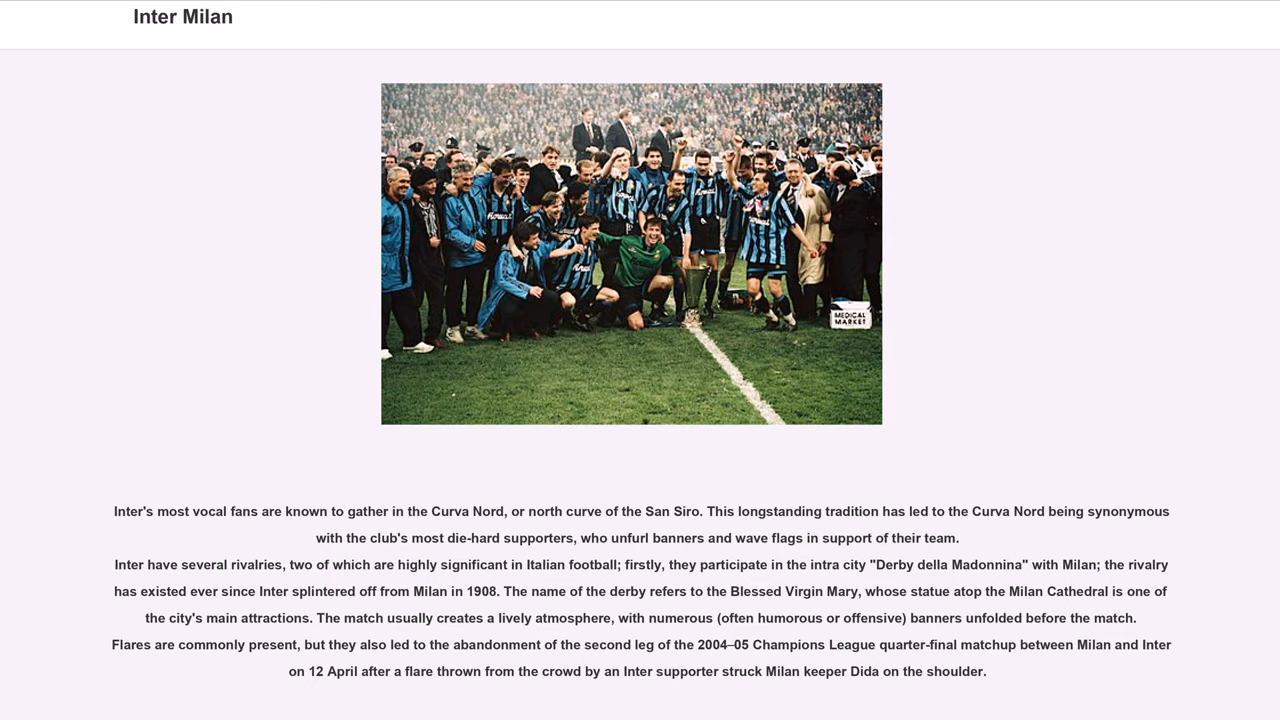 Inter Milan
MEDICAL
MARKET
Inter's most vocal fans are known to gather in the Curva Nord, or north curve of the San Siro. This longstanding tradition has led to the Curva Nord being synonymous
with the club's most die-hard supporters, who unfurl banners and wave flags in support of their team.
Inter have several rivalries, two of which are highly significant in Italian football; firstly, they participate in the intra city "Derby della Madonnina" with Milan; the rivalry
has existed ever since Inter splintered off from Milan in 1908. The name of the derby refers to the Blessed Virgin Mary, whose statue atop the Milan Cathedral is one of
the city's main attractions. The match usually creates a lively atmosphere, with numerous (often humorous or offensive) banners unfolded before the match.
Flares are commonly present, but they also led to the abandonment of the second leg of the 2004–05 Champions League quarter-final matchup between Milan and Inter
on 12 April after a flare thrown from the crowd by an Inter supporter struck Milan keeper Dida on the shoulder.